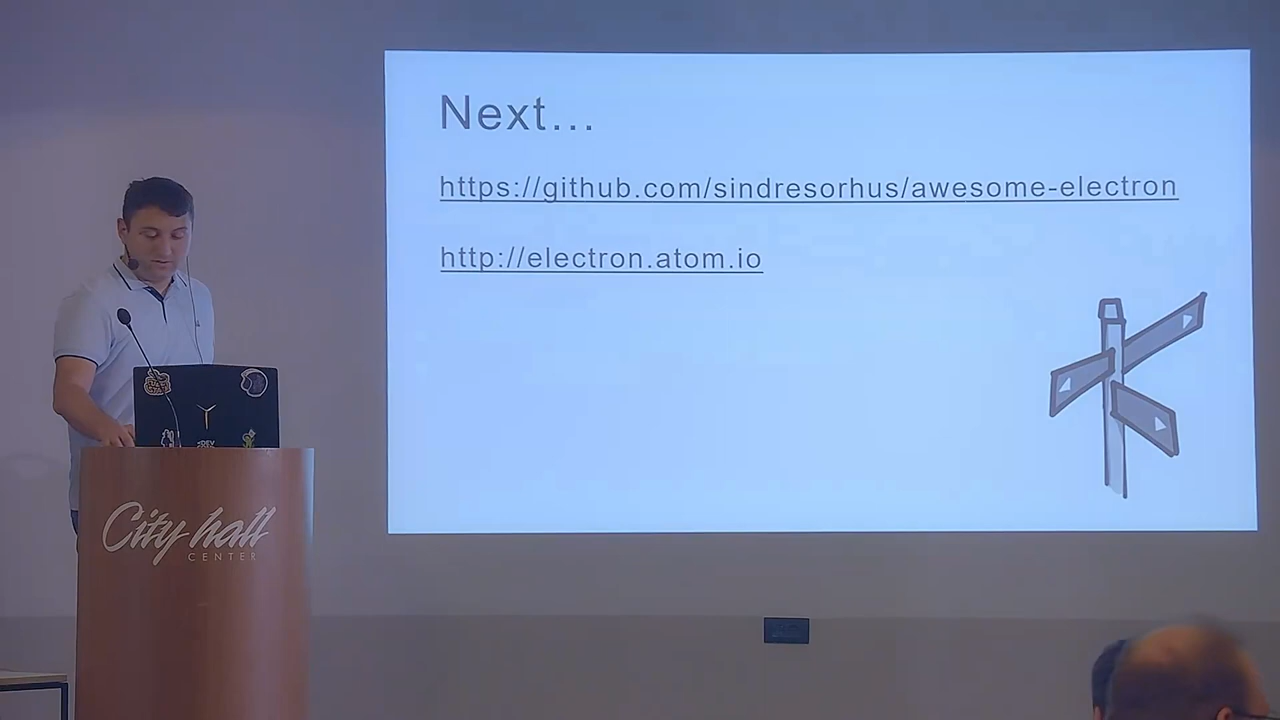 Next...
https://github.com/sindresorhus/awesome-electron
http://electron.atom.io
City hall
CENTER